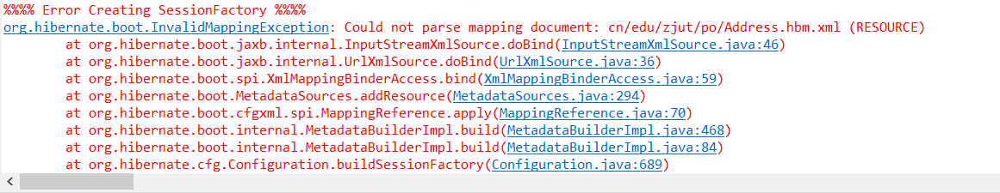 %%%% Error Creating SessionFactory %%%%
org.hibernate.boot.InvalidMappingException: Could not parse mapping document: cn/edu/zjut/po/Address.hbm.xml (RESOURCE)
at org.hibernate.boot.jaxb.internal.InputStreamXmlSource.doBind(InputStreamXmlSource.java:46)
at org.hibernate.boot.jaxb.internal.UrlXmlSource.doBind(UrlXmlSource.java:36)
at org.hibernate.boot.spi.XmlMappingBinderAccess.bind(XmlMappingBinderAccess.java:59)
at org.hibernate.boot.MetadataSources.addResource(MetadataSources.java:294)
at org.hibernate.boot.cfgxml.spi.MappingReference.apply(MappingReference.java:70)
at org.hibernate.boot.internal.MetadataBuilderImpl.build(MetadataBuilderImpl.java:468)
at org.hibernate.boot.internal.MetadataBuilderImpl.build(MetadataBuilderImpl.java:84)
at org.hibernate.cfg.Configuration.buildSessionFactory(Configuration.java:689)